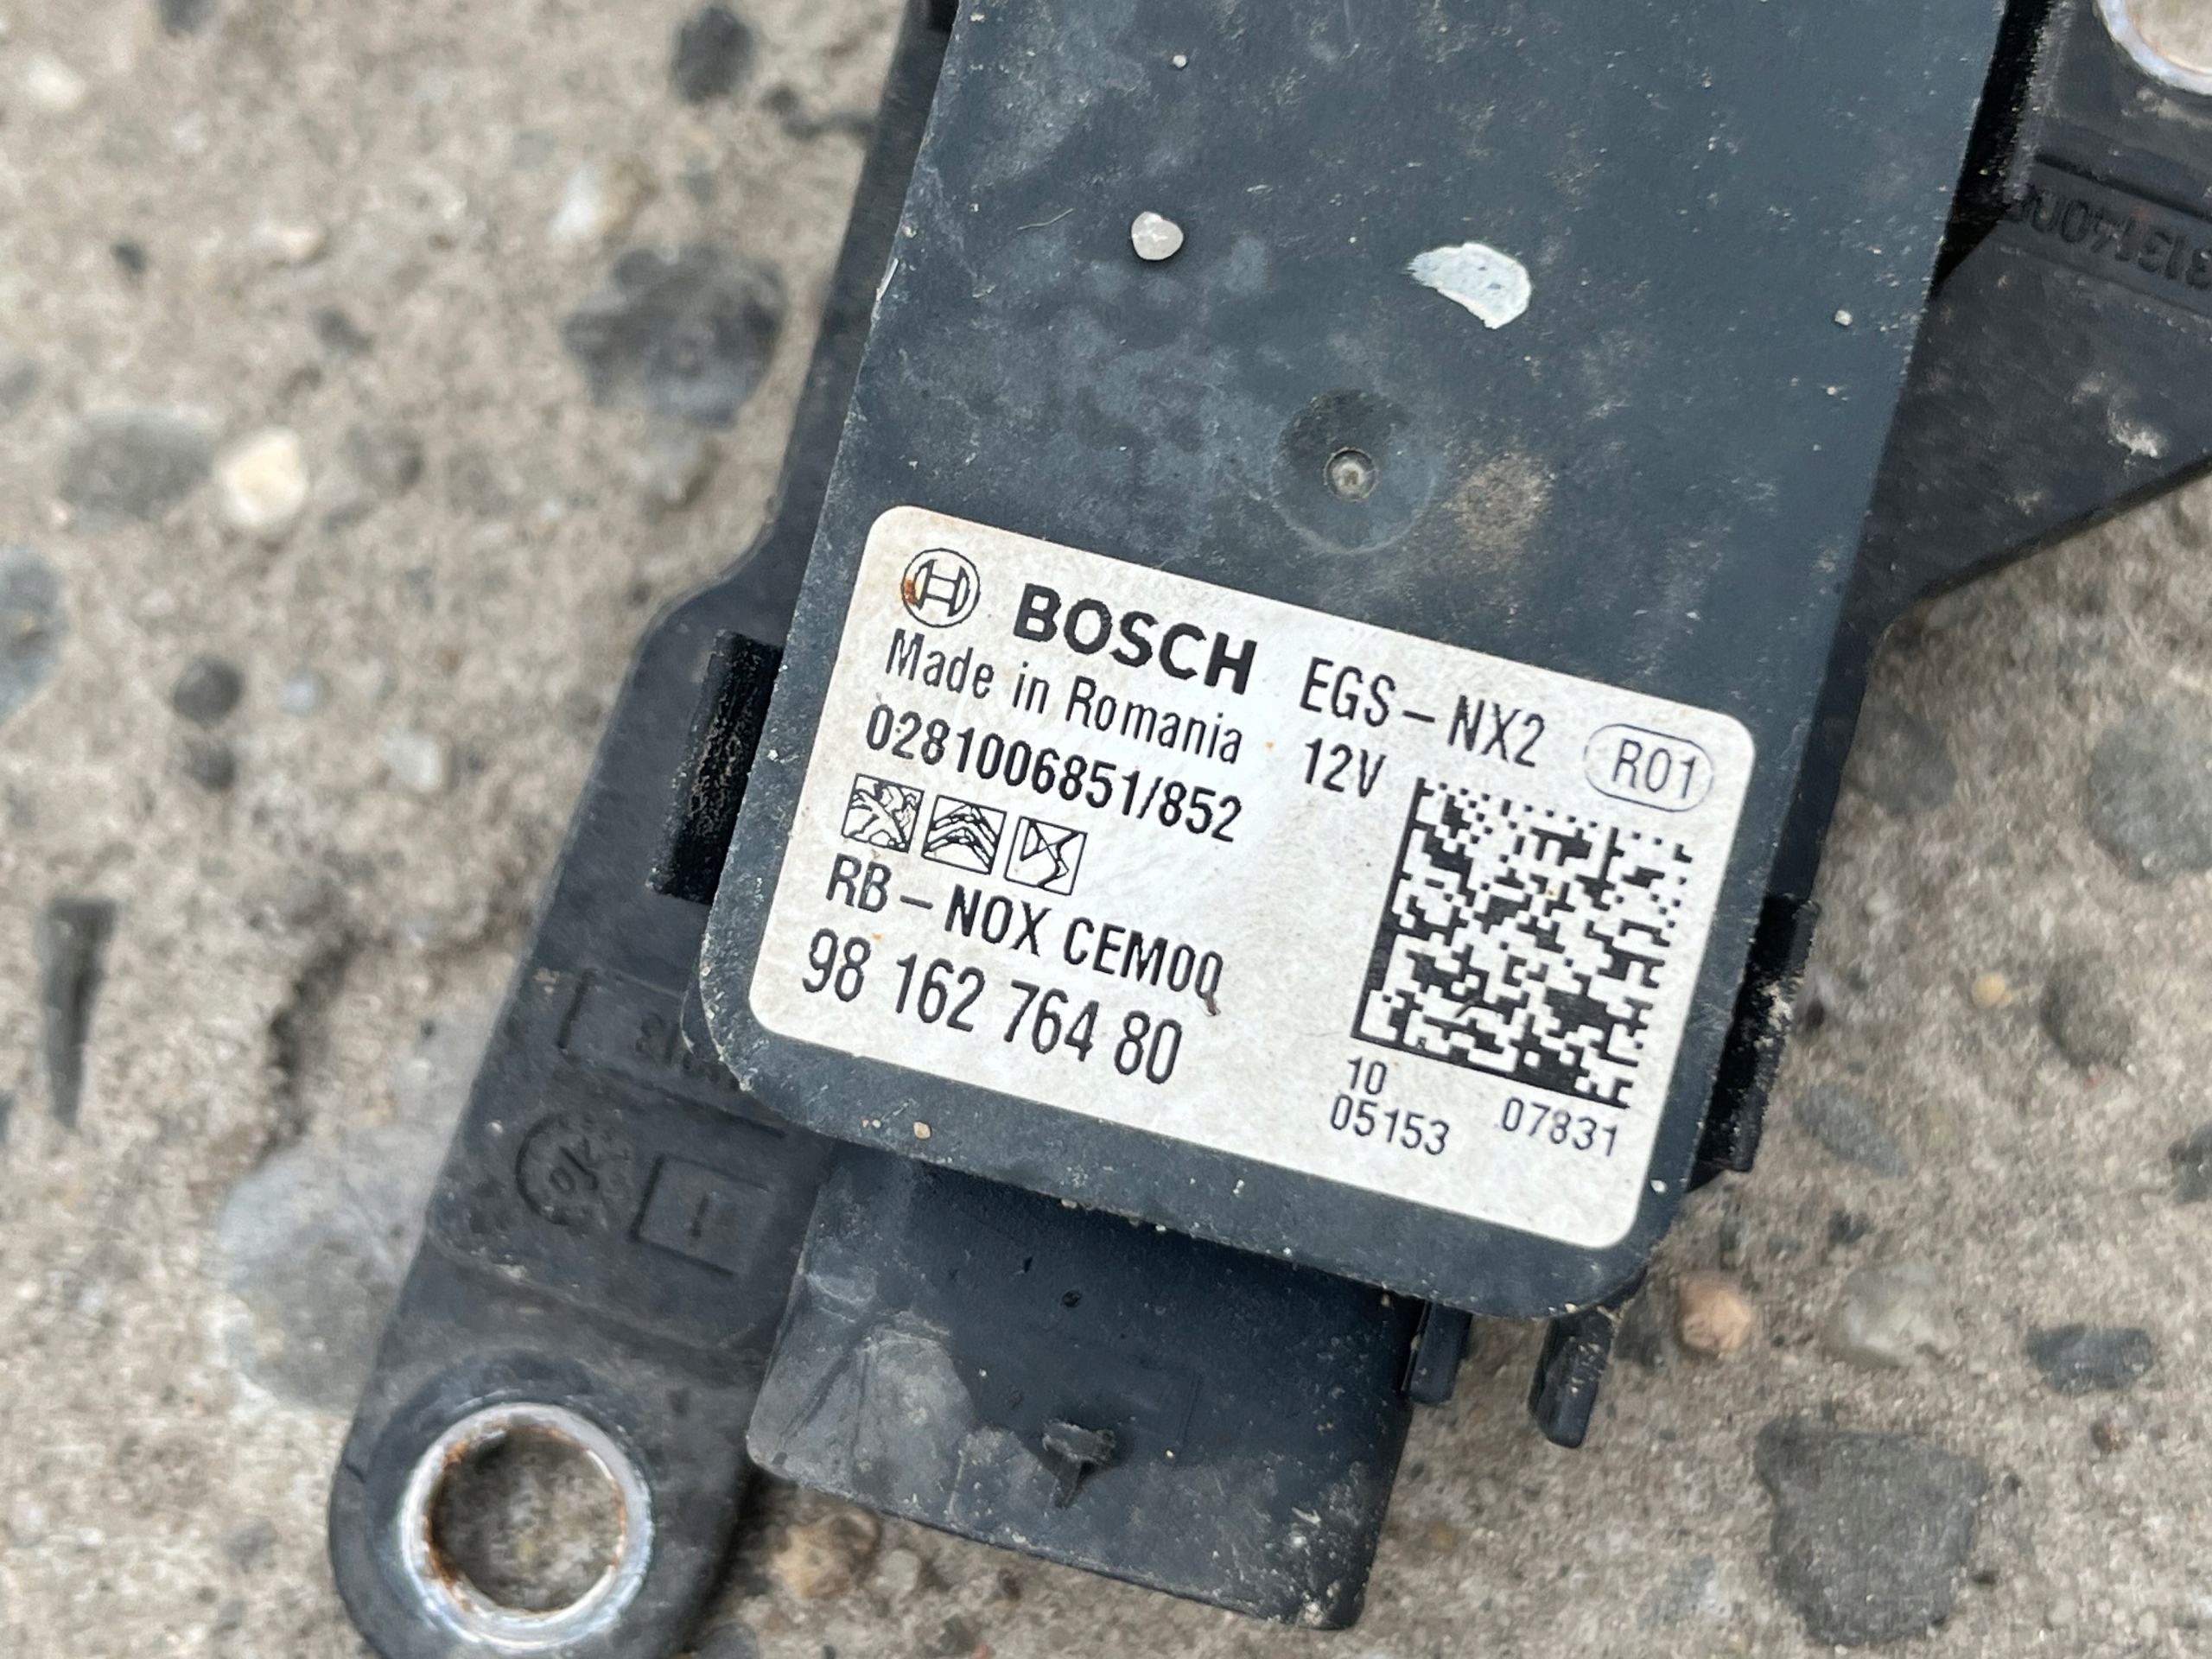 BOSCH EGS-NX2 R01
Made in Romania 12V
0281006851/852
RB-NOX CEM00
98 162 764 80
10
05153 07831